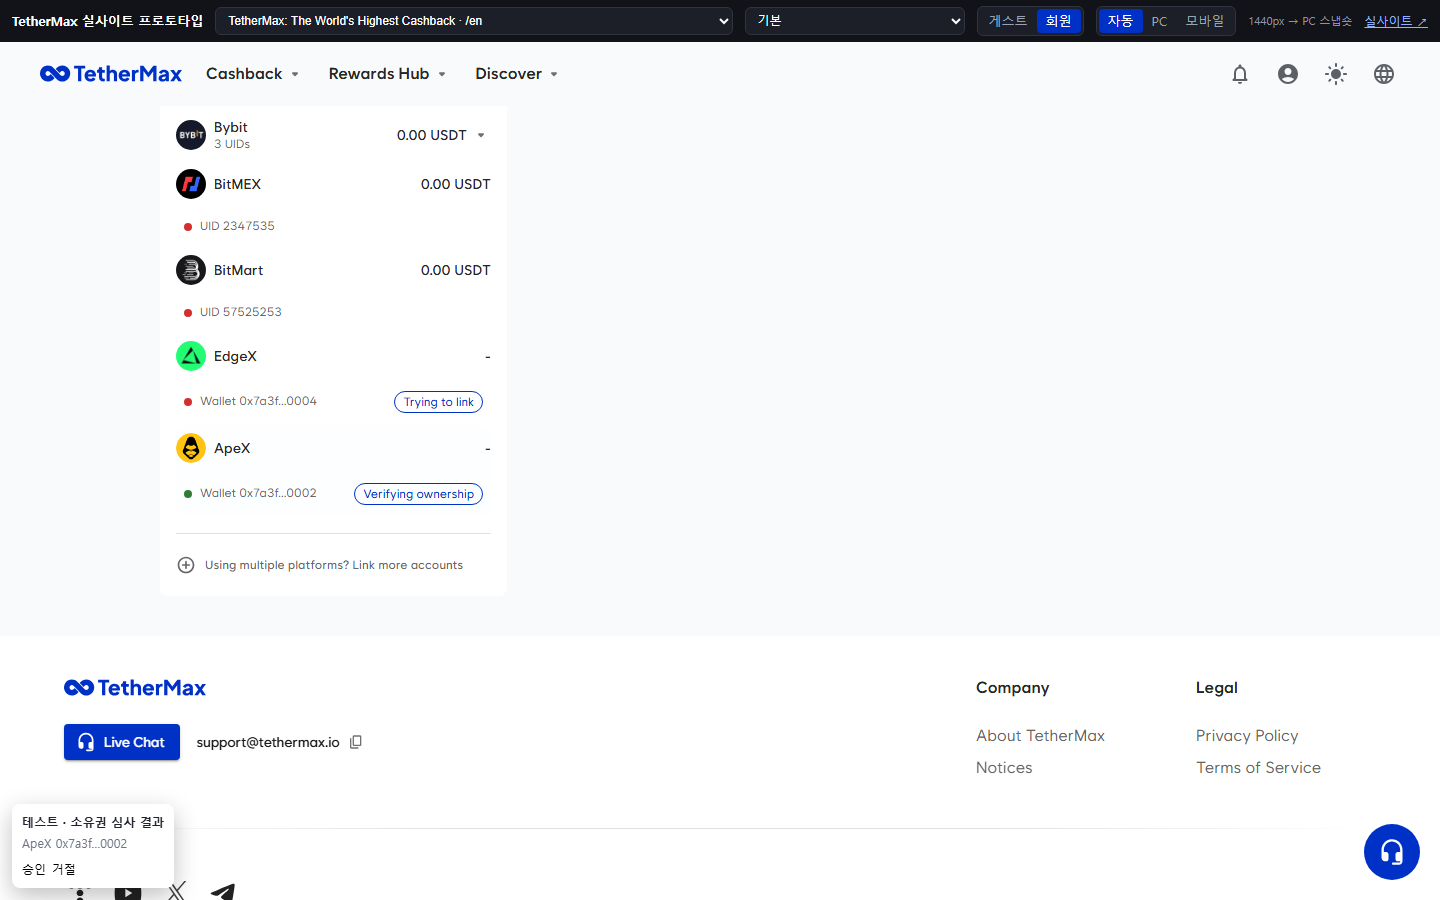 TetherMax 실사이트 프로토타입
TetherMax: The World's Highest Cashback · /en
기본
게스트 회원
자동 PC 모바일
1440px → PC 스냅숏
실사이트 ↗
TetherMax
Cashback
Rewards Hub
Discover
BYBIT
Bybit
3 UIDs
0.00 USDT
BitMEX
0.00 USDT
UID 2347535
BitMart
0.00 USDT
UID 57525253
EdgeX
-
Wallet 0x7a3f...0004
Trying to link
ApeX
-
Wallet 0x7a3f...0002
Verifying ownership
Using multiple platforms? Link more accounts
TetherMax
Live Chat
support@tethermax.io
Company
About TetherMax
Notices
Legal
Privacy Policy
Terms of Service
테스트 · 소유권 심사 결과
ApeX 0x7a3f...0002
승인 거절